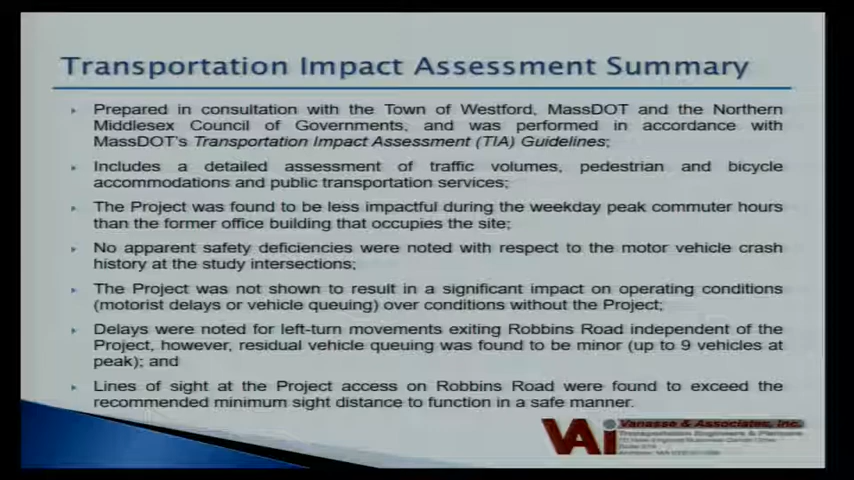 Transportation Impact Assessment Summary
Prepared in consultation with the Town of Westford, MassDOT and the Northern
Middlesex Council of Governments, and was performed in accordance with
MassDOT's Transportation Impact Assessment (TIA) Guidelines;
Includes a detailed assessment of traffic volumes, pedestrian and bicycle
accommodations and public transportation services;
The Project was found to be less impactful during the weekday peak commuter hours
than the former office building that occupies the site;
No apparent safety deficiencies were noted with respect to the motor vehicle crash
history at the study intersections;
The Project was not shown to result in a significant impact on operating conditions
(motorist delays or vehicle queuing) over conditions without the Project;
Delays were noted for left-turn movements exiting Robbins Road independent of the
Project, however, residual vehicle queuing was found to be minor (up to 9 vehicles at
peak); and
Lines of sight at the Project access on Robbins Road were found to exceed the
recommended minimum sight distance to function in a safe manner.
VAi
Vanasse & Associates, Inc.
Transportation Engineers & Planners